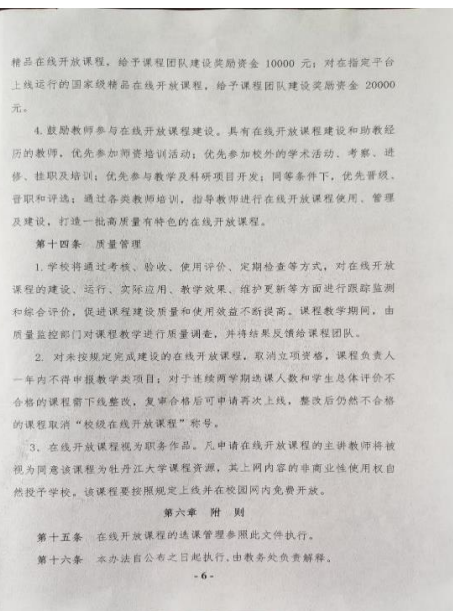 精品在线开放课程，给予课程团队建设奖励资金 10000 元；对在指定平台
上线运行的国家级精品在线开放课程，给予课程团队建设奖励资金 20000
元。
4.鼓励教师参与在线开放课程建设。具有在线开放课程建设和助教经
历的教师，优先参加师资培训活动；优先参加校外的学术活动、考察、进
修、挂职及培训；优先参与教学及科研项目开发；同等条件下，优先晋级、
晋职和评选；通过各类教师培训，指导教师进行在线开放课程使用、管理
及建设，打造一批高质量有特色的在线开放课程。
第十四条 质量管理
1.学校将通过考核、验收、使用评价、定期检查等方式，对在线开放
课程的建设、运行、实际应用、教学效果、维护更新等方面进行跟踪监测
和综合评价，促进课程建设质量和使用效益不断提高。课程教学期间，由
质量监控部门对课程教学进行质量调查，并将结果反馈给课程团队。
2. 对未按规定完成建设的在线开放课程，取消立项资格，课程负责人
一年内不得申报教学类项目；对于连续两学期选课人数和学生总体评价不
合格的课程需下线整改，复审合格后可申请再次上线，整改后仍然不合格
的课程取消“校级在线开放课程”称号。
3、在线开放课程视为职务作品。凡申请在线开放课程的主讲教师将被
视为同意该课程为牡丹江大学课程资源，其上网内容的非商业性使用权自
然授予学校。该课程要按照规定上线并在校园网内免费开放。
第六章 附 则
第十五条 在线开放课程的选课管理参照此文件执行。
第十六条 本办法自公布之日起执行,由教务处负责解释。
- 6 -